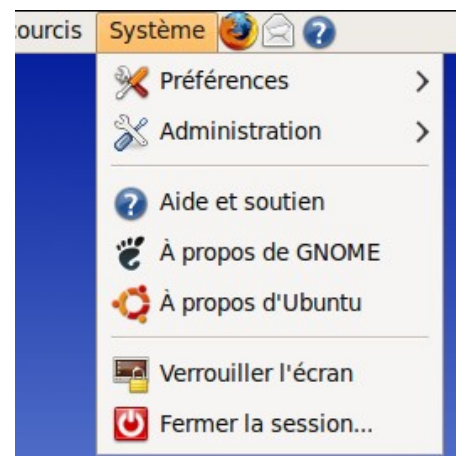 ourcis Système
Préférences
Administration
Aide et soutien
À propos de GNOME
À propos d'Ubuntu
Verrouiller l'écran
Fermer la session...